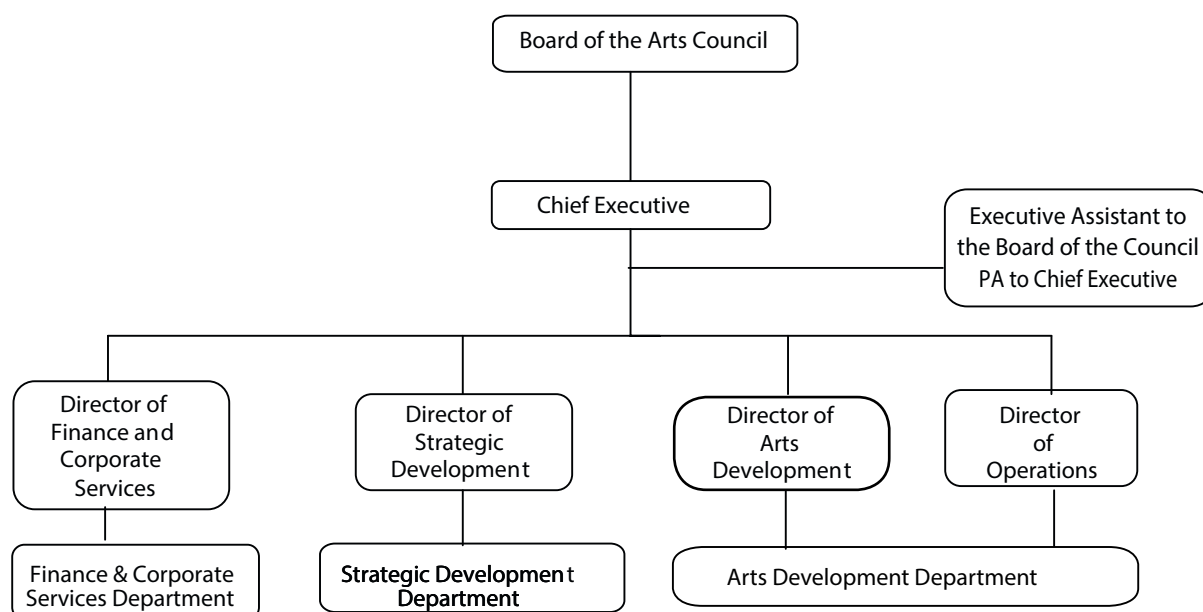 Board of the Arts Council
Chief Executive
Executive Assistant to
the Board of the Council
PA to Chief Executive
Director of
Finance and
Corporate
Services
Director of
Strategic
Development
Director of
Arts
Development
Director
of
Operations
Finance & Corporate
Services Department
Strategic Development
Department
Arts Development Department